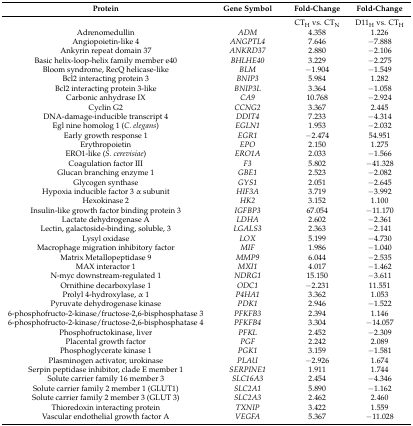 Protein Gene Symbol Fold-Change Fold-Change
CTH vs. CTN D11H vs. CTH
Adrenomedullin ADM 4.358 1.226
Angiopoietin-like 4 ANGPTL4 7.646 −7.888
Ankyrin repeat domain 37 ANKRD37 2.880 −2.106
Basic helix-loop-helix family member e40 BHLHE40 3.229 −2.275
Bloom syndrome, RecQ helicase-like BLM −1.904 −1.549
Bcl2 interacting protein 3 BNIP3 5.984 1.282
Bcl2 interacting protein 3-like BNIP3L 3.364 −1.058
Carbonic anhydrase IX CA9 10.768 −2.924
Cyclin G2 CCNG2 3.367 2.445
DNA-damage-inducible transcript 4 DDIT4 7.233 −4.314
Egl nine homolog 1 (C. elegans) EGLN1 1.953 −2.032
Early growth response 1 EGR1 −2.474 54.951
Erythropoietin EPO 2.150 1.275
ERO1-like (S. cerevisiae) ERO1A 2.033 −1.566
Coagulation factor III F3 5.802 −41.328
Glucan branching enzyme 1 GBE1 2.523 −2.082
Glycogen synthase GYS1 2.051 −2.645
Hypoxia inducible factor 3 α subunit HIF3A 3.719 −3.992
Hexokinase 2 HK2 3.152 1.100
Insulin-like growth factor binding protein 3 IGFBP3 67.054 −11.170
Lactate dehydrogenase A LDHA 2.602 −2.361
Lectin, galactoside-binding, soluble, 3 LGALS3 2.363 −2.141
Lysyl oxidase LOX 5.199 −4.730
Macrophage migration inhibitory factor MIF 1.986 −1.040
Matrix Metallopeptidase 9 MMP9 6.044 −2.535
MAX interactor 1 MXI1 4.017 −1.462
N-myc downstream-regulated 1 NDRG1 15.150 −3.611
Ornithine decarboxylase 1 ODC1 −2.231 11.551
Prolyl 4-hydroxylase, α 1 P4HA1 3.362 1.053
Pyruvate dehydrogenase kinase PDK1 2.946 −1.522
6-phosphofructo-2-kinase/fructose-2,6-bisphosphatase 3 PFKFB3 2.394 1.146
6-phosphofructo-2-kinase/fructose-2,6-bisphosphatase 4 PFKFB4 3.304 −14.057
Phosphofructokinase, liver PFKL 2.452 −2.309
Placental growth factor PGF 2.242 2.089
Phosphoglycerate kinase 1 PGK1 3.159 −1.581
Plasminogen activator, urokinase PLAU −2.926 1.674
Serpin peptidase inhibitor, clade E member 1 SERPINE1 1.911 1.744
Solute carrier family 16 member 3 SLC16A3 2.454 −4.346
Solute carrier family 2 member 1 (GLUT1) SLC2A1 5.890 −1.162
Solute carrier family 2 member 3 (GLUT 3) SLC2A3 2.462 2.460
Thioredoxin interacting protein TXNIP 3.422 1.559
Vascular endothelial growth factor A VEGFA 5.367 −11.028